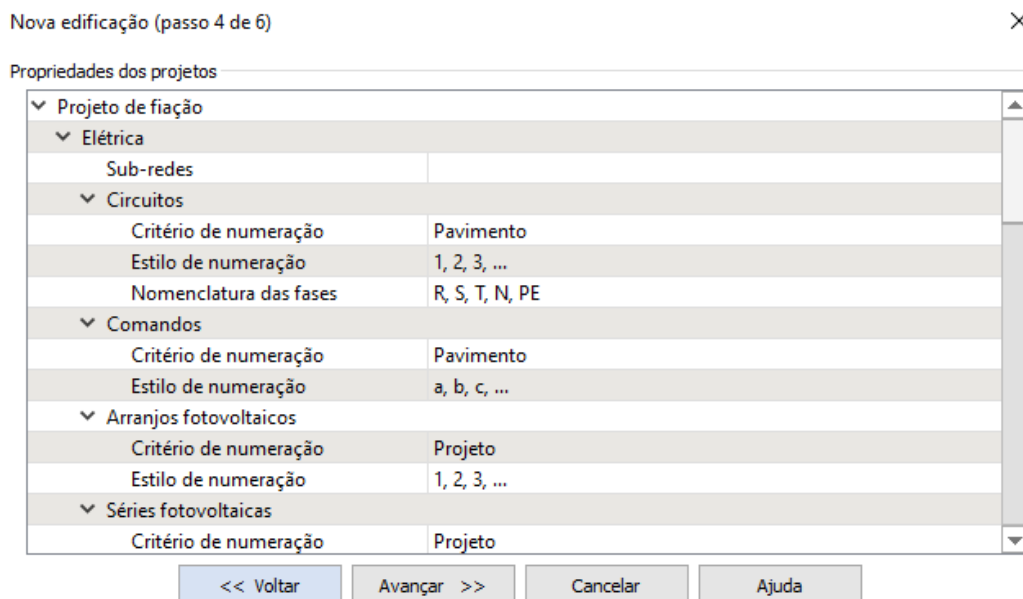 Nova edificação (passo 4 de 6)
Propriedades dos projetos
Projeto de fiação
Elétrica
Sub-redes
Circuitos
Critério de numeração Pavimento
Estilo de numeração 1, 2, 3, ...
Nomenclatura das fases R, S, T, N, PE
Comandos
Critério de numeração Pavimento
Estilo de numeração a, b, c, ...
Arranjos fotovoltaicos
Critério de numeração Projeto
Estilo de numeração 1, 2, 3, ...
Séries fotovoltaicas
Critério de numeração Projeto
<< Voltar Avançar >> Cancelar Ajuda